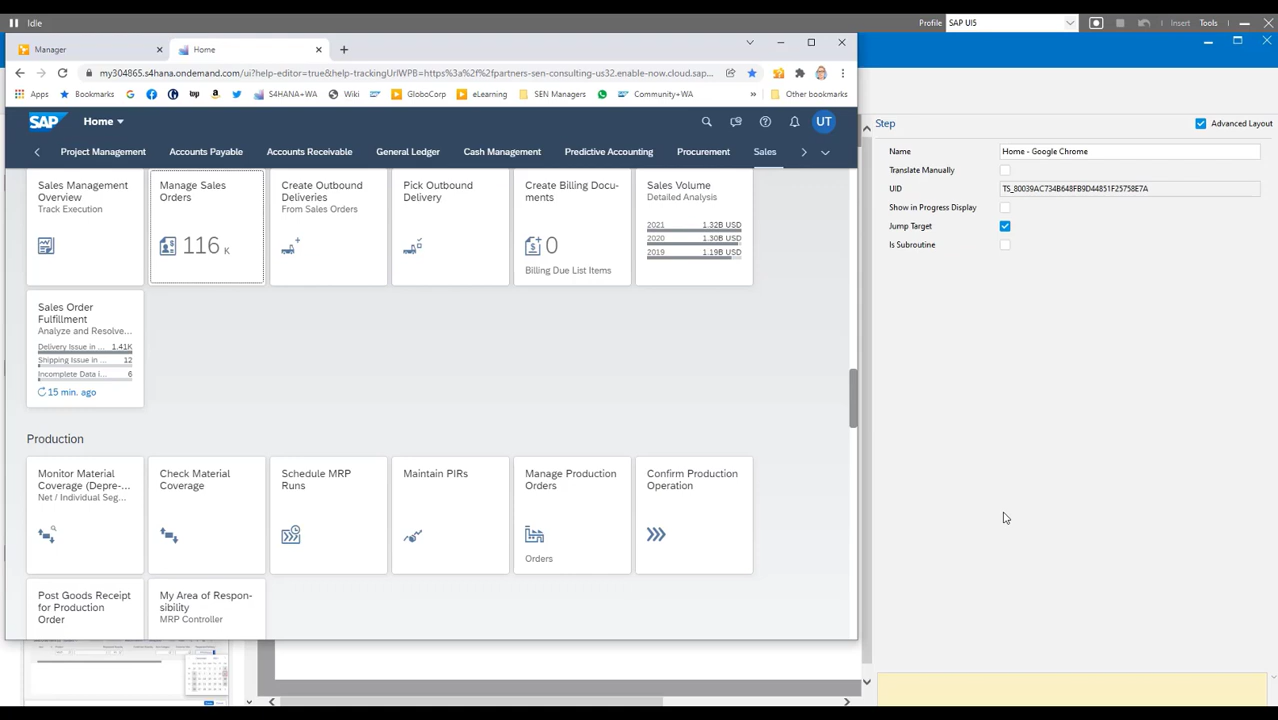 Idle
Profile SAP UI5 Insert Tools
Manager Home
my304865.s4hana.ondemand.com/ui?help-editor=true&help-trackingUrlWPB=https%3a%2f%2fpartners-sen-consulting-us32.enable-now.cloud.sap...
Apps Bookmarks S4HANA+WA Wiki Community+WA GloboCorp eLearning SEN Managers » Other bookmarks
SAP Home UT
Project Management Accounts Payable Accounts Receivable General Ledger Cash Management Predictive Accounting Procurement Sales
Step
Advanced Layout
Name Home - Google Chrome
Translate Manually
UID TS_80039AC734B648FB9D44851F25758E7A
Show in Progress Display
Jump Target
Is Subroutine
Sales Management
Overview
Track Execution
Manage Sales
Orders
116 K
Create Outbound
Deliveries
From Sales Orders
Pick Outbound
Delivery
Create Billing Docu-
ments
0
Billing Due List Items
Sales Volume
Detailed Analysis
2021 1.32B USD
2020 1.30B USD
2019 1.19B USD
Sales Order
Fulfillment
Analyze and Resolve...
Delivery Issue in ... 1.41K
Shipping Issue in ... 12
Incomplete Data i... 6
15 min. ago
Production
Monitor Material
Coverage (Depre-...
Net / Individual Seg...
Check Material
Coverage
Schedule MRP
Runs
Maintain PIRs
Manage Production
Orders
Orders
Confirm Production
Operation
Post Goods Receipt
for Production
Order
My Area of Respon-
sibility
MRP Controller